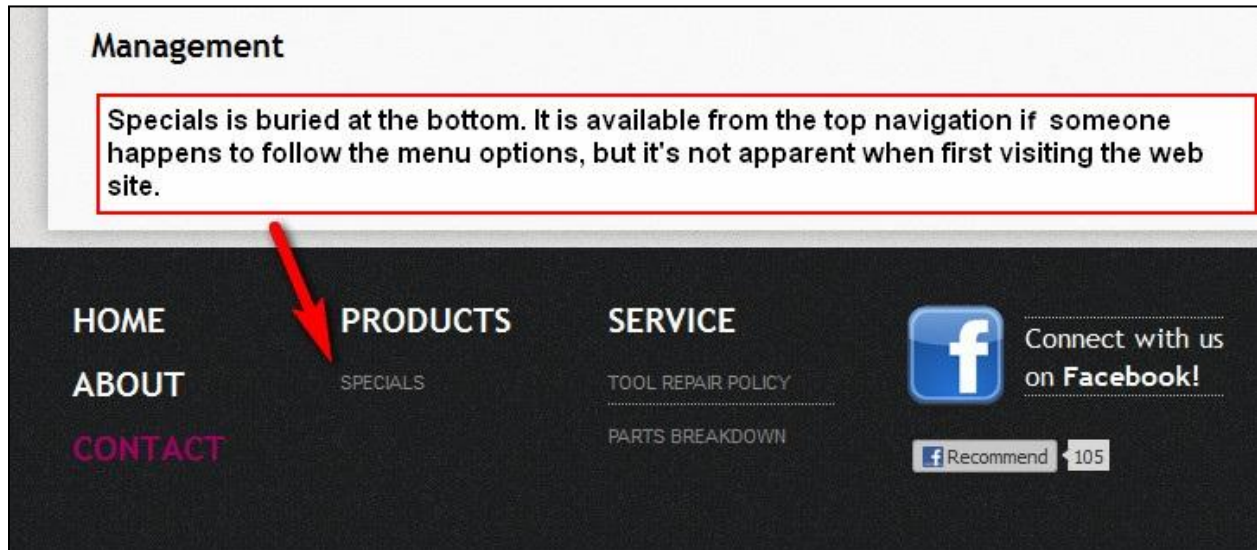 Management
Specials is buried at the bottom. It is available from the top navigation if someone
happens to follow the menu options, but it's not apparent when first visiting the web
site.
HOME
ABOUT
CONTACT
PRODUCTS
SPECIALS
SERVICE
TOOL REPAIR POLICY
PARTS BREAKDOWN
f
Connect with us
on Facebook!
f Recommend 105